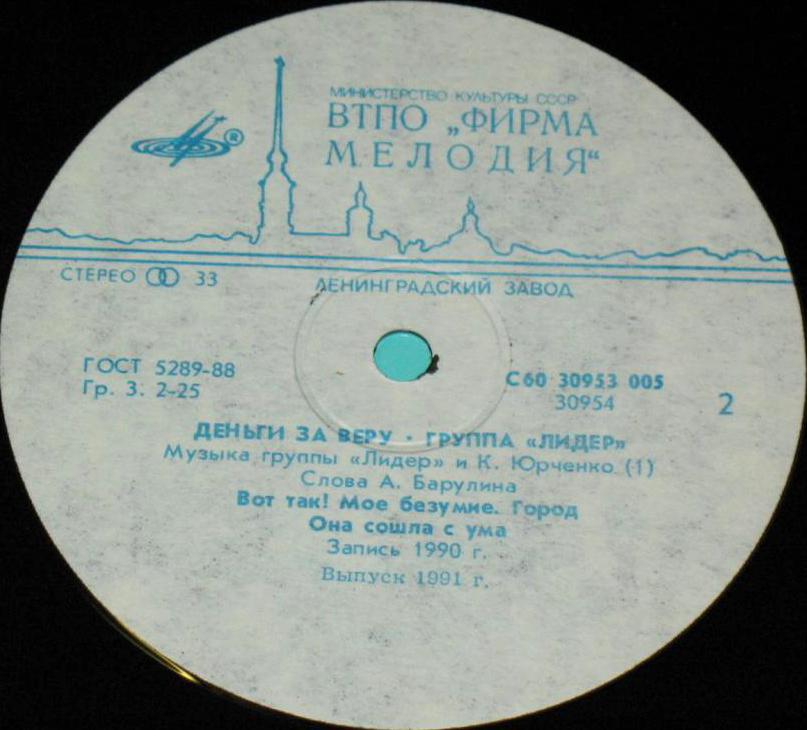 МИНИСТЕРСТВО КУЛЬТУРЫ СССР
ВТПО „ФИРМА
МЕЛОДИЯ“
®
СТЕРЕО 33
ЛЕНИНГРАДСКИЙ ЗАВОД
ГОСТ 5289-88
Гр. 3. 2-25
С60 30953 005
30954
2
ДЕНЬГИ ЗА ВЕРУ · ГРУППА «ЛИДЕР»
Музыка группы «Лидер» и К. Юрченко (1)
Слова А. Барулина
Вот так! Мое безумие. Город
Она сошла с ума
Запись 1990 г.
Выпуск 1991 г.